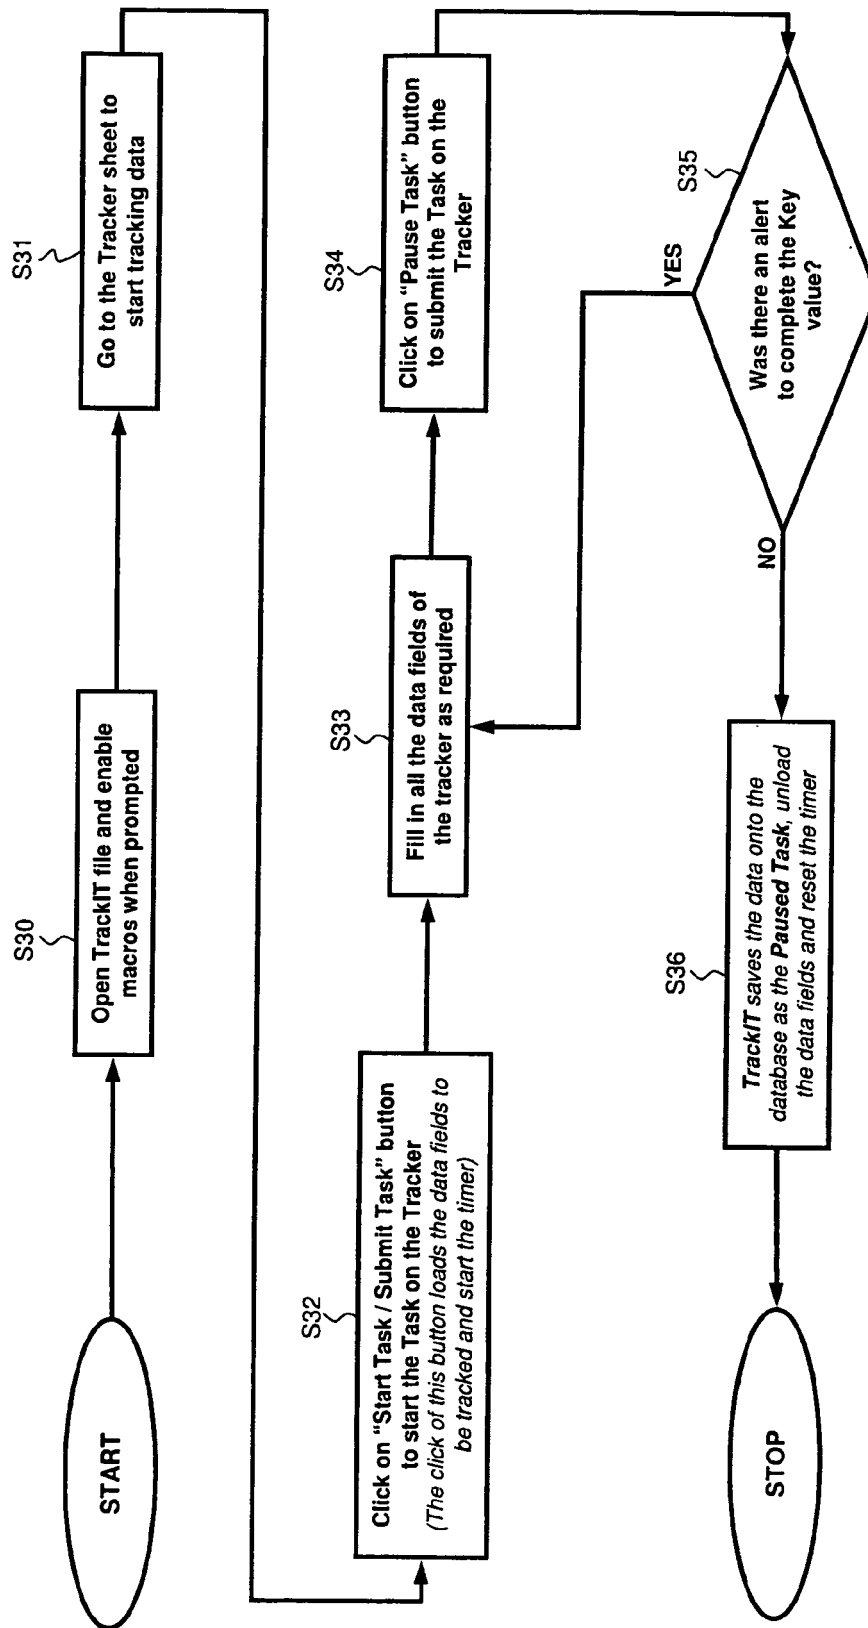 START
S30
Open TrackIT file and enable
macros when prompted
S31
Go to the Tracker sheet to
start tracking data
S32
Click on “Start Task / Submit Task” button
to start the Task on the Tracker
(The click of this button loads the data fields to
be tracked and start the timer)
S33
Fill in all the data fields of
the tracker as required
S34
Click on “Pause Task” button
to submit the Task on the
Tracker
S35
Was there an alert
to complete the Key
value?
YES
NO
S36
TrackIT saves the data onto the
database as the Paused Task, unload
the data fields and reset the timer
STOP